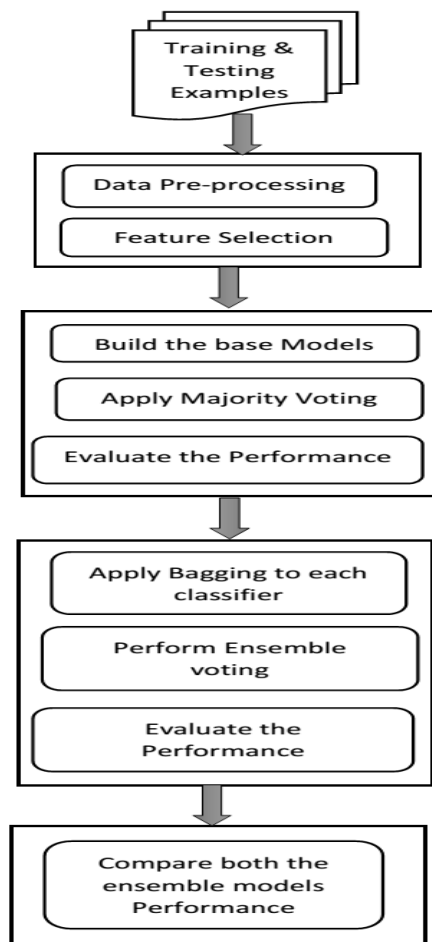 Training &
Testing
Examples
Data Pre-processing
Feature Selection
Build the base Models
Apply Majority Voting
Evaluate the Performance
Apply Bagging to each
classifier
Perform Ensemble
voting
Evaluate the
Performance
Compare both the
ensemble models
Performance